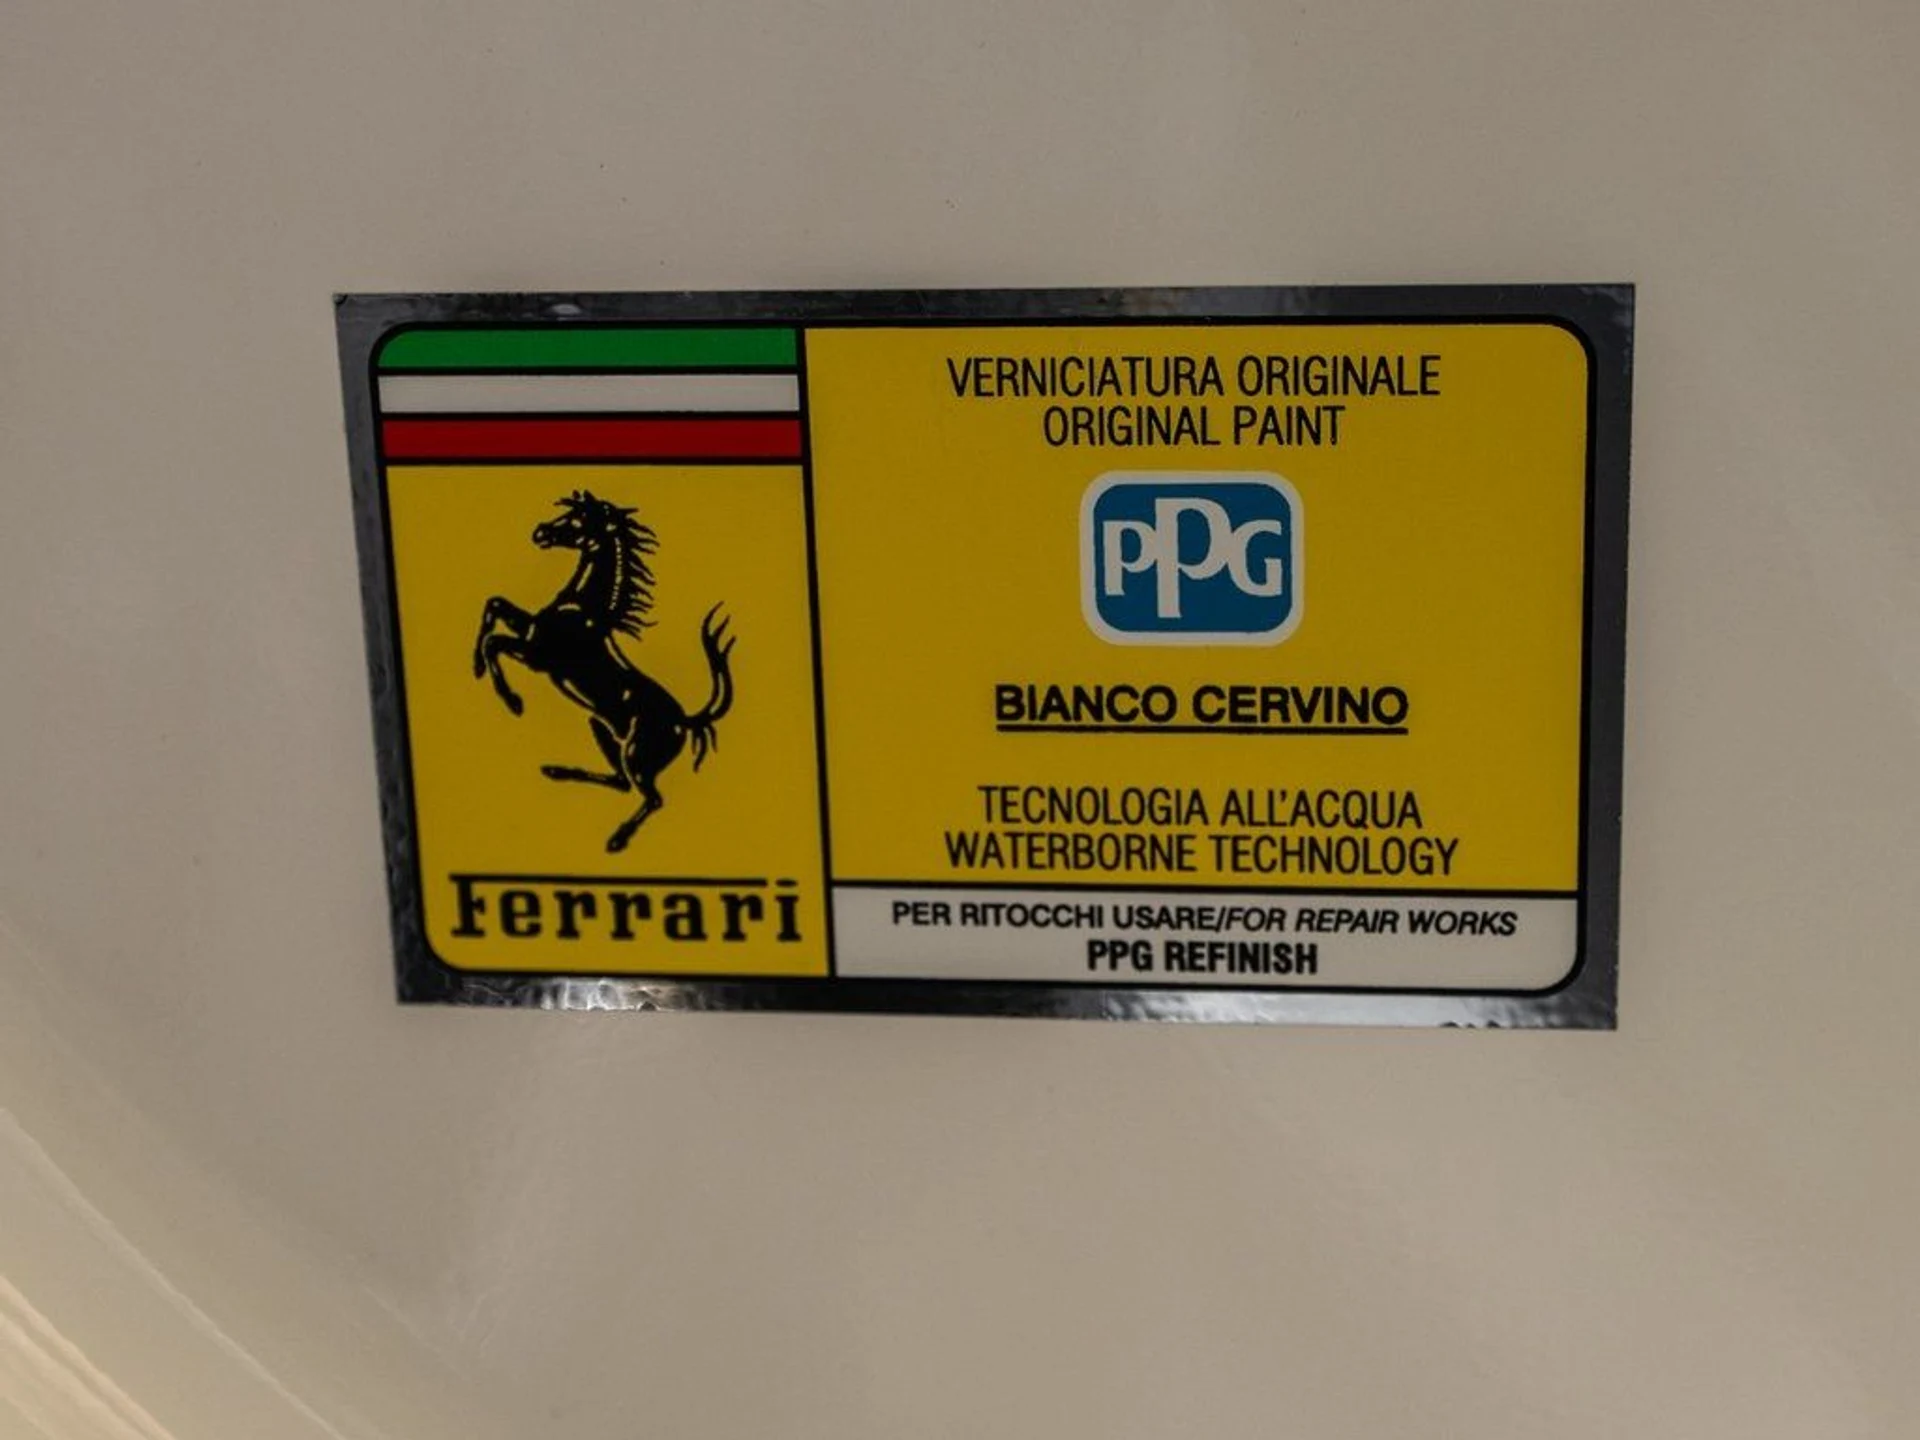 Ferrari
VERNICIATURA ORIGINALE
ORIGINAL PAINT
PPG
BIANCO CERVINO
TECNOLOGIA ALL'ACQUA
WATERBORNE TECHNOLOGY
PER RITOCCHI USARE/FOR REPAIR WORKS
PPG REFINISH